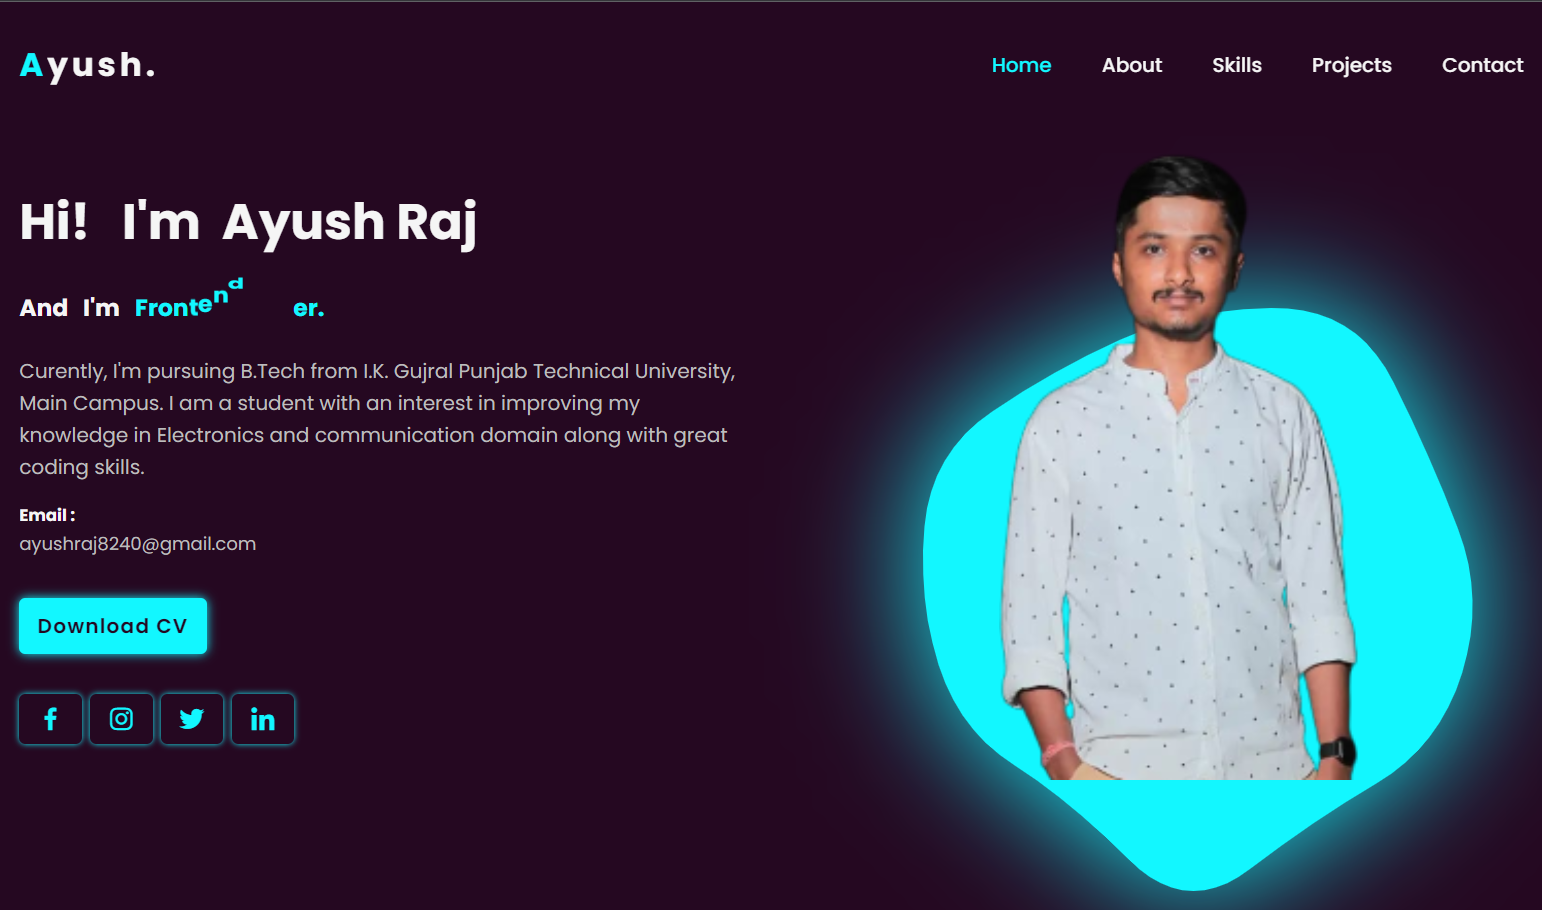 Ayush.
Home About Skills Projects Contact
Hi! I'm Ayush Raj
And I'm Frontend er.
Curently, I'm pursuing B.Tech from I.K. Gujral Punjab Technical University,
Main Campus. I am a student with an interest in improving my
knowledge in Electronics and communication domain along with great
coding skills.
Email :
ayushraj8240@gmail.com
Download CV